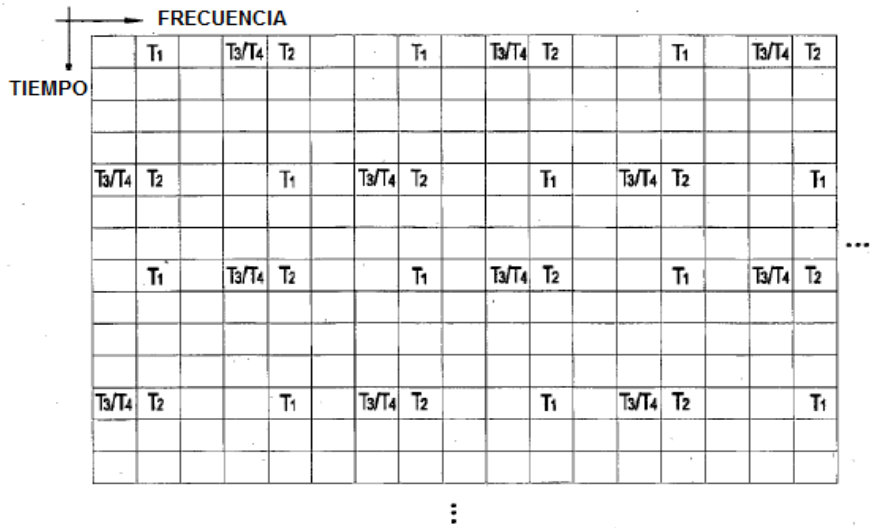 FRECUENCIA
TIEMPO
T1 T3/T4 T2 T1 T3/T4 T2 T1 T3/T4 T2
T3/T4 T2 T1 T3/T4 T2 T1 T3/T4 T2 T1
...
T1 T3/T4 T2 T1 T3/T4 T2 T1 T3/T4 T2
T3/T4 T2 T1 T3/T4 T2 T1 T3/T4 T2 T1